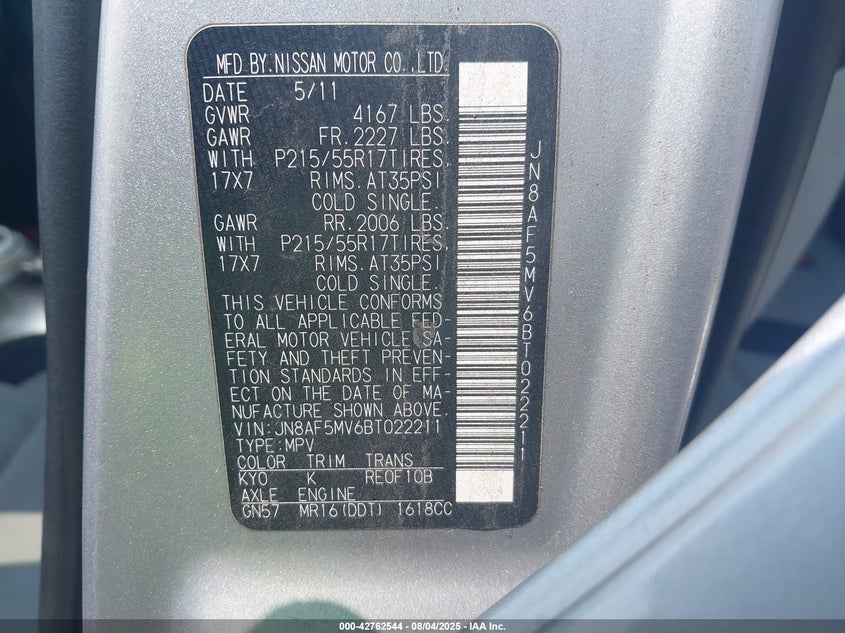 MFD BY.NISSAN MOTOR CO.,LTD.
DATE 5/11
GVWR 4167 LBS.
GAWR FR.2227 LBS.
WITH P215/55R17TIRES.
17X7 RIMS.AT35PSI
COLD SINGLE.
GAWR RR.2006 LBS.
WITH P215/55R17TIRES.
17X7 RIMS.AT35PSI
COLD SINGLE.
THIS VEHICLE CONFORMS
TO ALL APPLICABLE FED-
ERAL MOTOR VEHICLE SA-
FETY AND THEFT PREVEN-
TION STANDARDS IN EFF-
ECT ON THE DATE OF MA-
NUFACTURE SHOWN ABOVE.
VIN:JN8AF5MV6BT022211
TYPE:MPV
COLOR TRIM TRANS
KY0 K RE0F10B
AXLE ENGINE
GN57 MR16(DDT) 1618CC
JN8AF5MV6BT022211
000-42762544 - 08/04/2025 - IAA Inc.